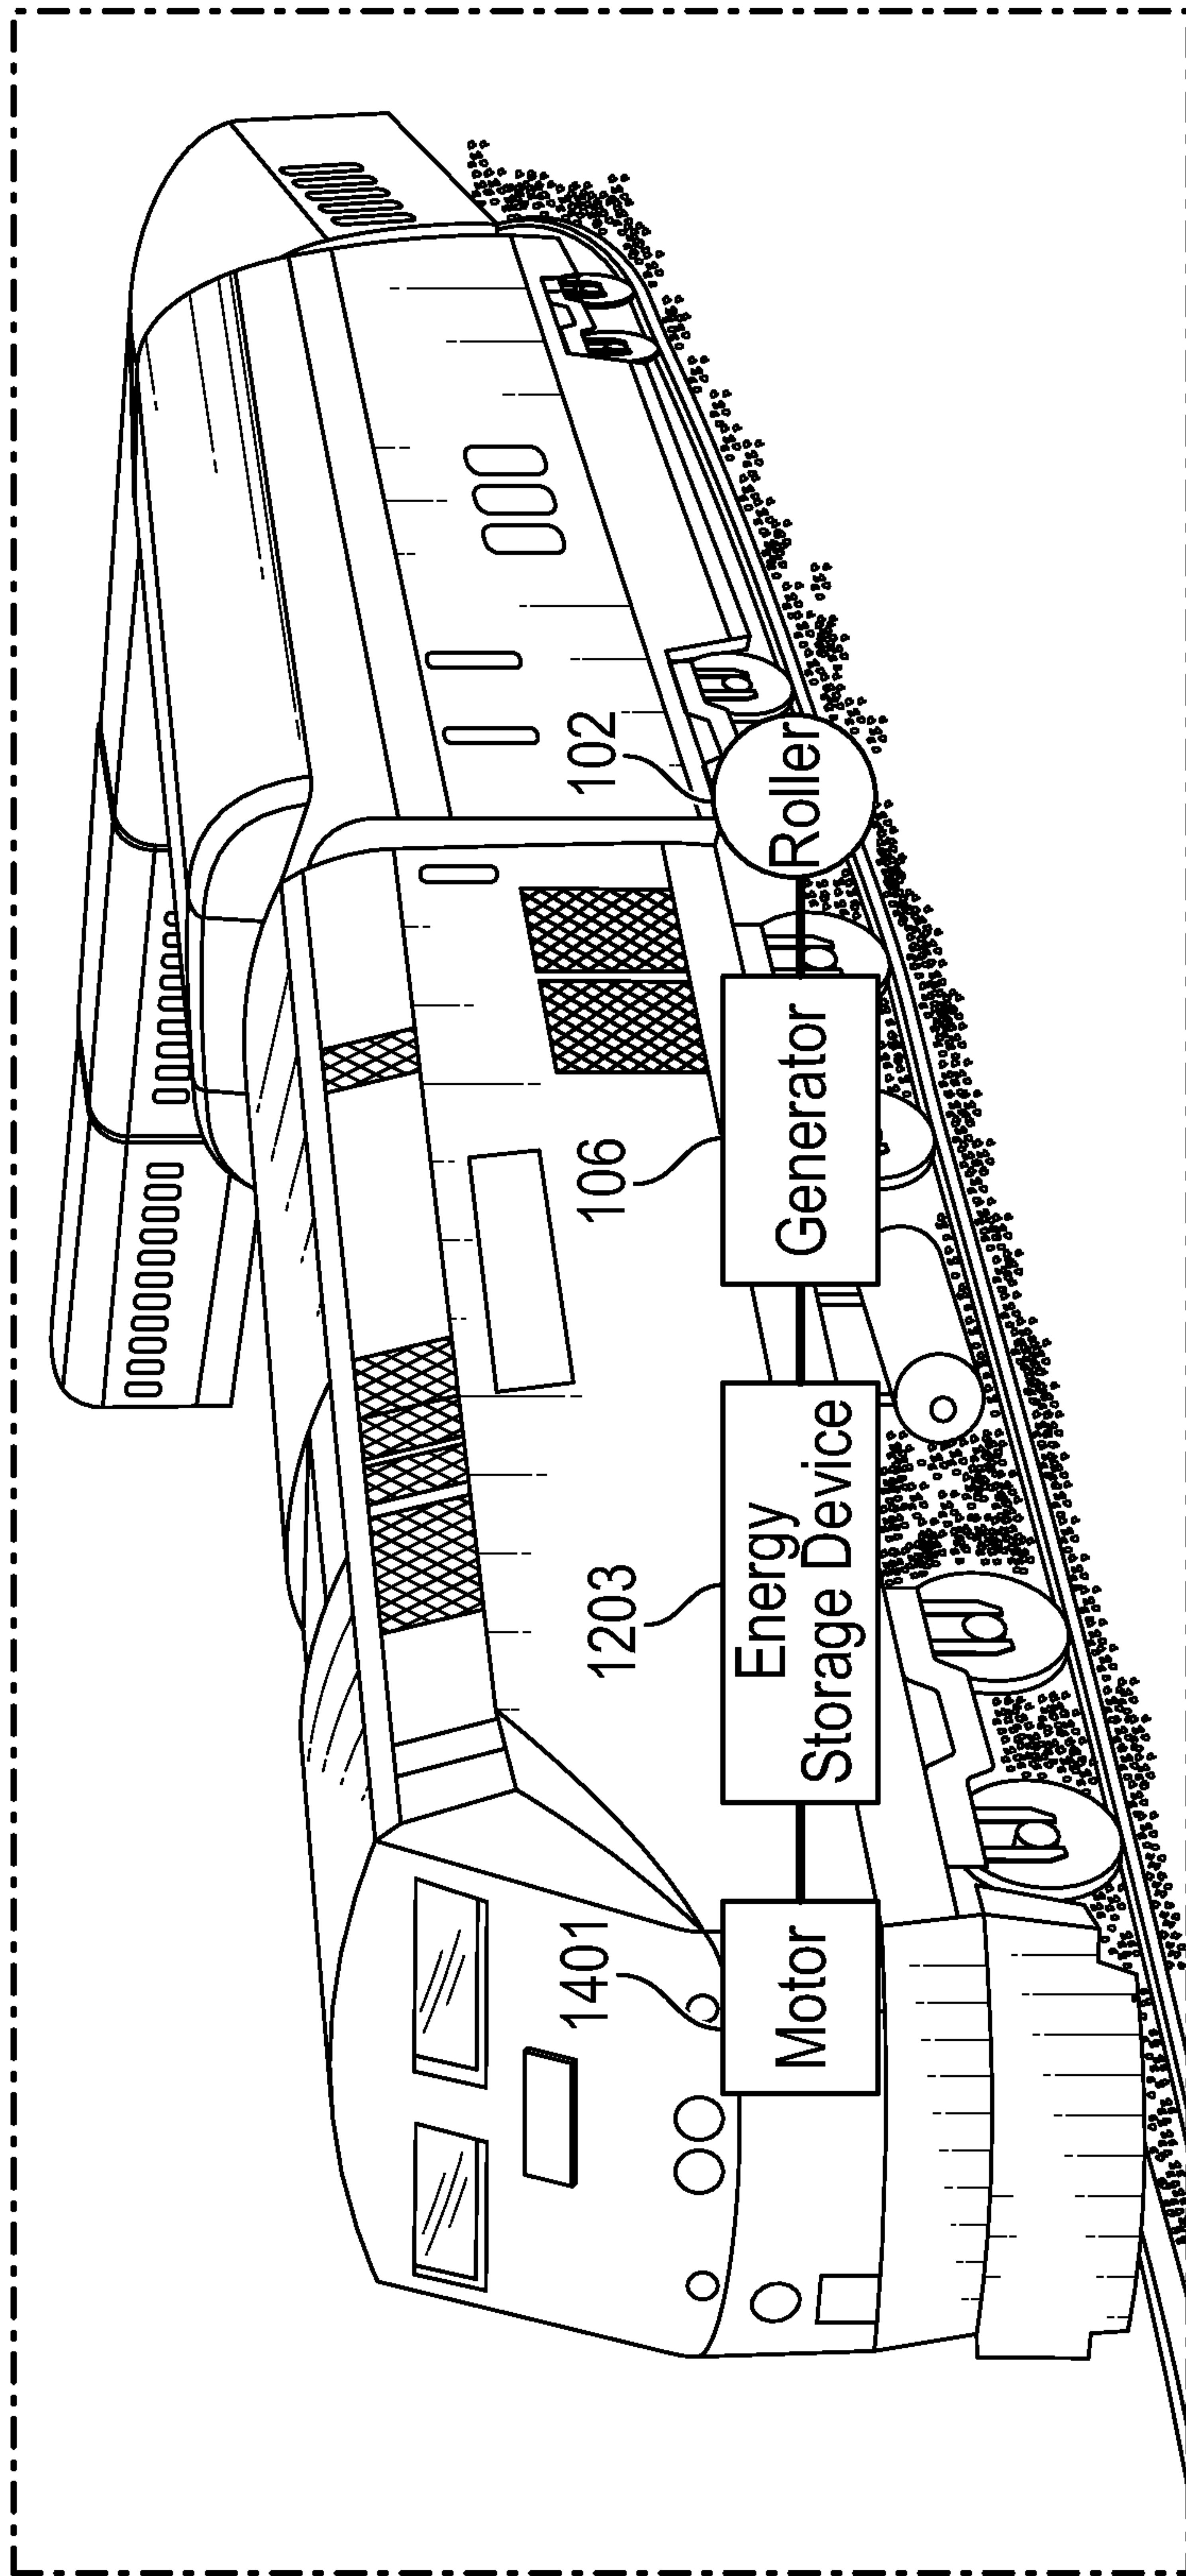 1401
Motor
1203
Energy
Storage Device
106
Generator
102
Roller